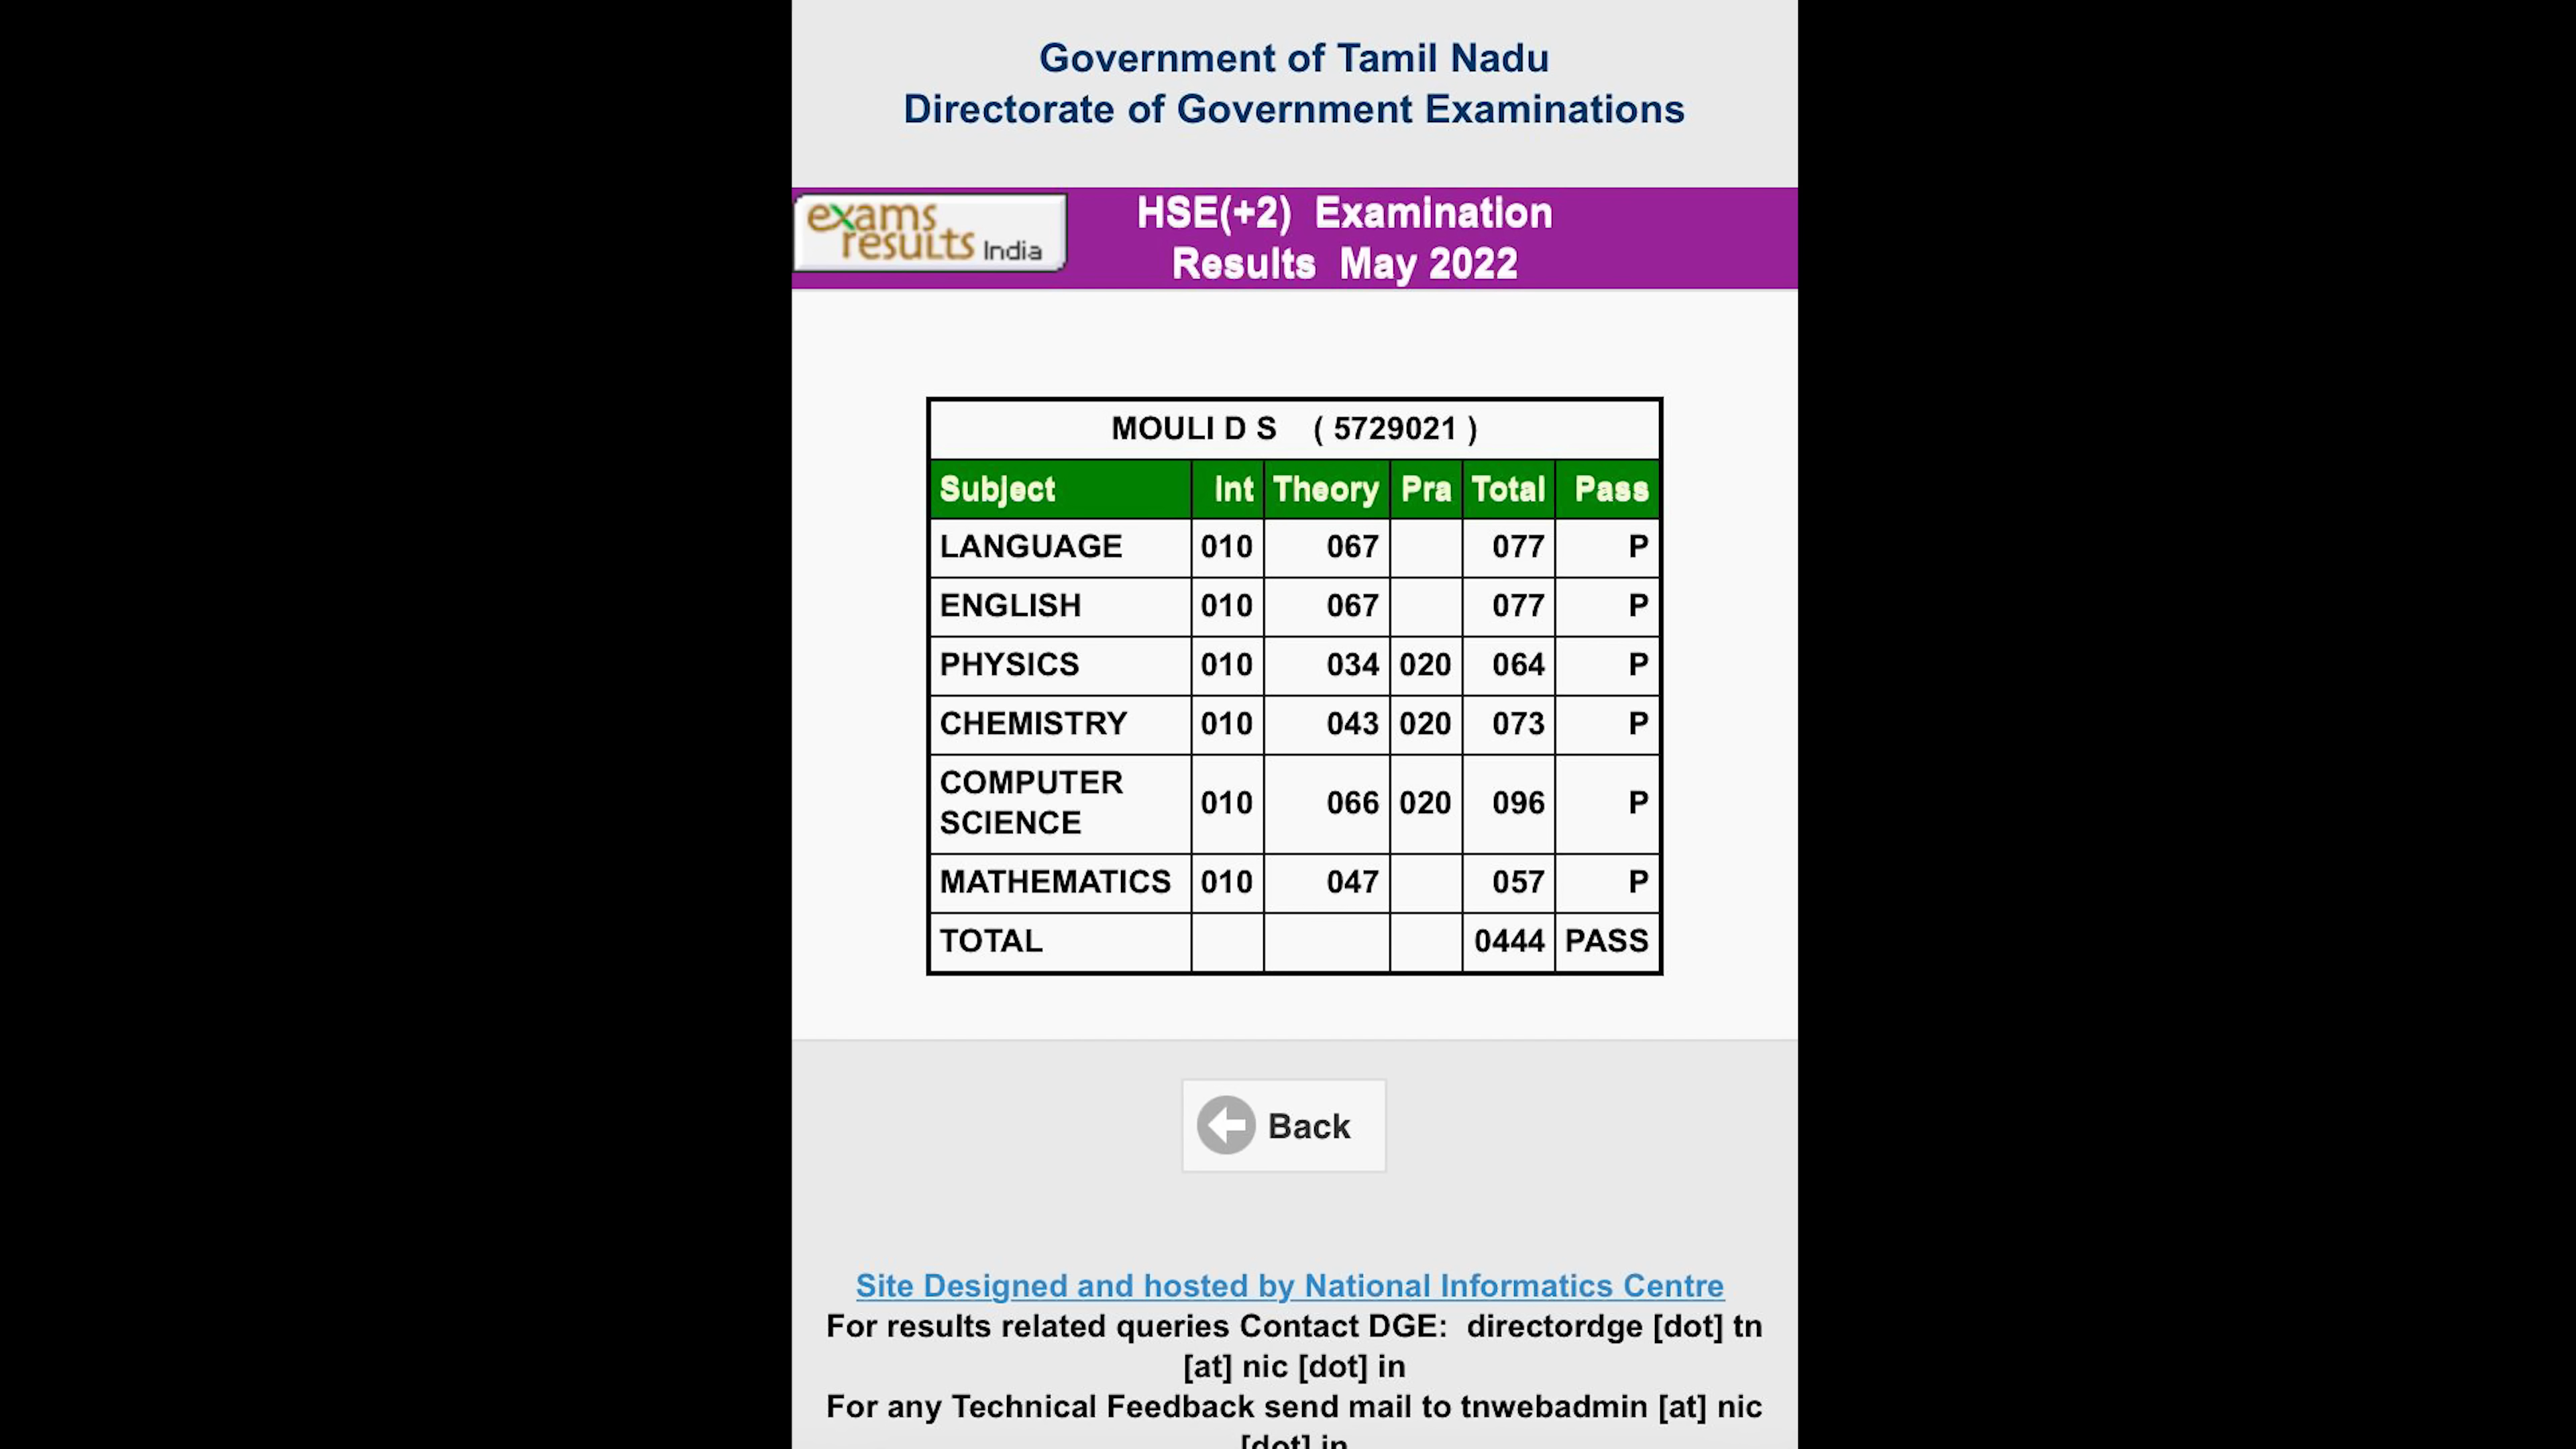 Government of Tamil Nadu
Directorate of Government Examinations
exams
results India
HSE(+2) Examination
Results May 2022
MOULI D S ( 5729021 )
Subject Int Theory Pra Total Pass
LANGUAGE 010 067 077 P
ENGLISH 010 067 077 P
PHYSICS 010 034 020 064 P
CHEMISTRY 010 043 020 073 P
COMPUTER
SCIENCE 010 066 020 096 P
MATHEMATICS 010 047 057 P
TOTAL 0444 PASS
Back
Site Designed and hosted by National Informatics Centre
For results related queries Contact DGE: directordge [dot] tn
[at] nic [dot] in
For any Technical Feedback send mail to tnwebadmin [at] nic
[dot] in